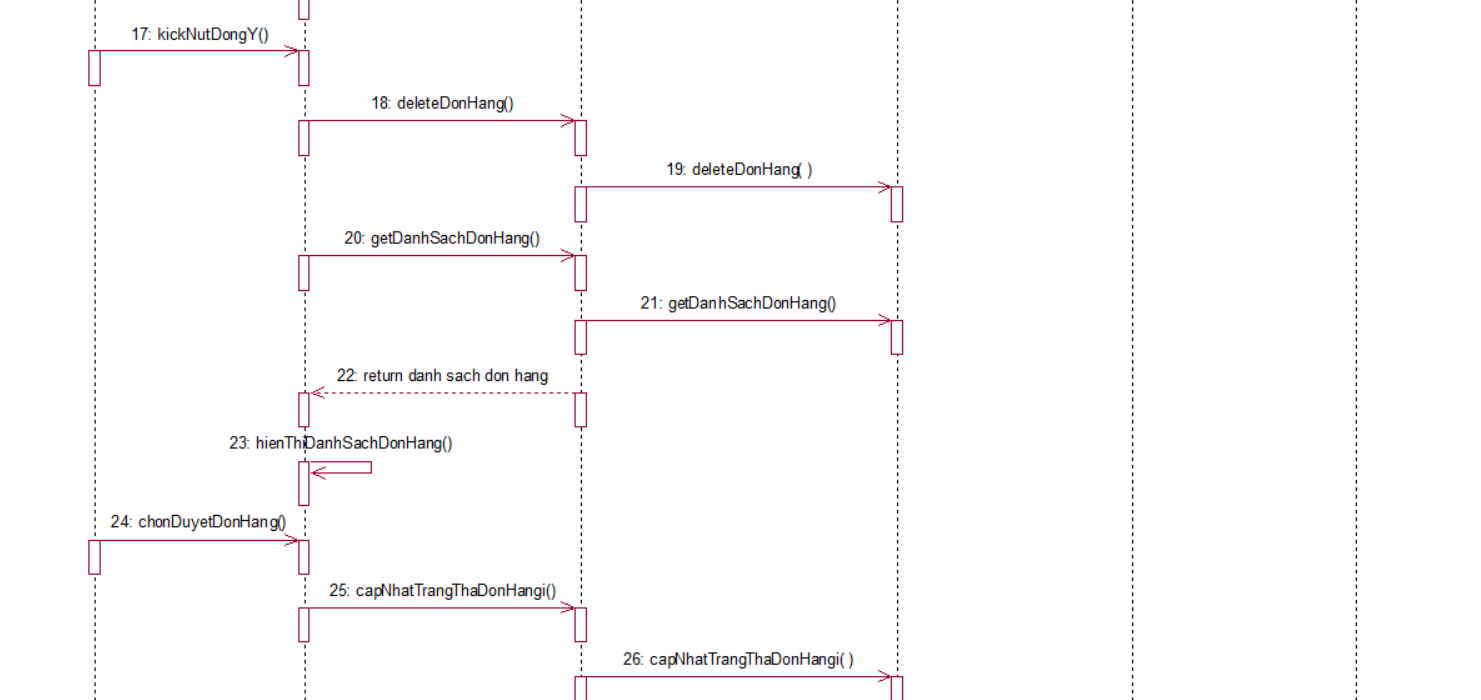 17: kickNutDongY()
18: deleteDonHang()
19: deleteDonHang( )
20: getDanhSachDonHang()
21: getDanhSachDonHang()
22: return danh sach don hang
23: hienThiDanhSachDonHang()
24: chonDuyetDonHang()
25: capNhatTrangThaDonHangi()
26: capNhatTrangThaDonHangi( )